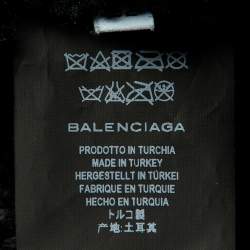 BALENCIAGA
PRODOTTO IN TURCHIA
MADE IN TURKEY
HERGESTELLT IN TÜRKEI
FABRIQUE EN TURQUIE
HECHO EN TURQUIA
トルコ製
产地:土耳其